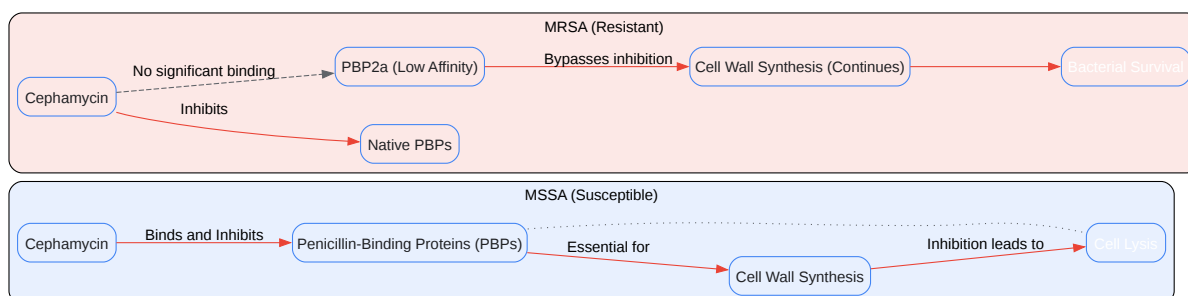 MRSA (Resistant)
Cephamycin
No significant binding
Inhibits
PBP2a (Low Affinity)
Native PBPs
Bypasses inhibition
Cell Wall Synthesis (Continues)
Bacterial Survival
MSSA (Susceptible)
Cephamycin
Binds and Inhibits
Penicillin-Binding Proteins (PBPs)
Essential for
Cell Wall Synthesis
Inhibition leads to
Cell Lysis